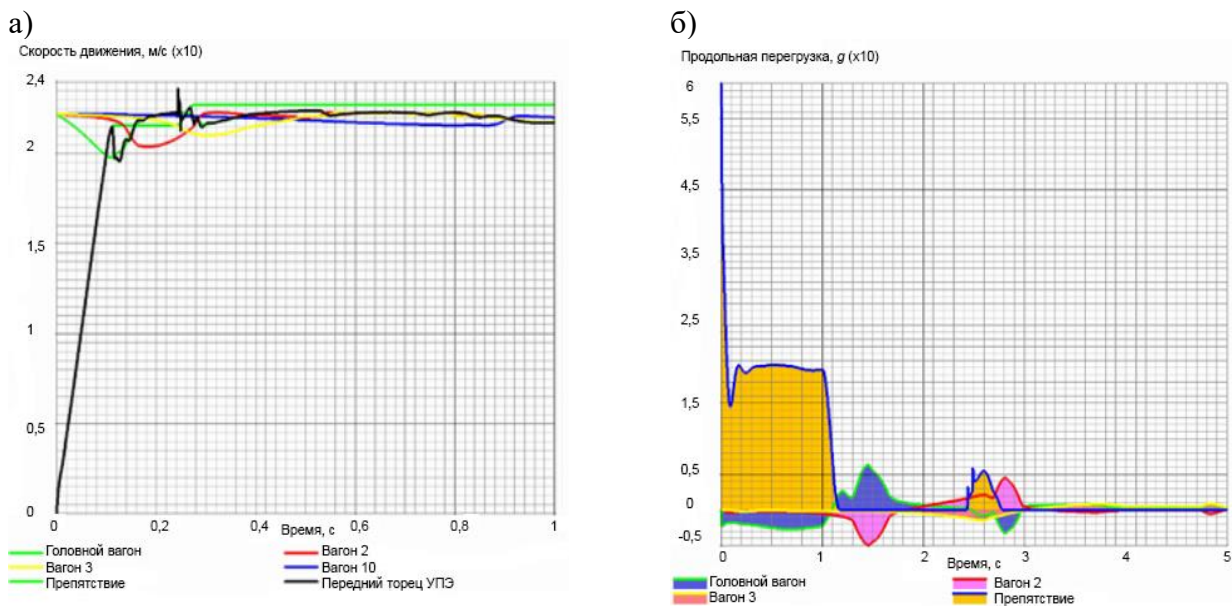 а)
Скорость движения, м/с (x10)
2,4
2
1,5
1
0,5
0
0 0,2 0,4 0,6 0,8 1
Время, с
Головной вагон
Вагон 2
Вагон 3
Вагон 10
Препятствие
Передний торец УПЭ
б)
Продольная перегрузка, g (x10)
6
5,5
4,5
3,5
2,5
1,5
0,5
0
-0,5
0 1 2 3 4 5
Время, с
Головной вагон
Вагон 2
Вагон 3
Препятствие